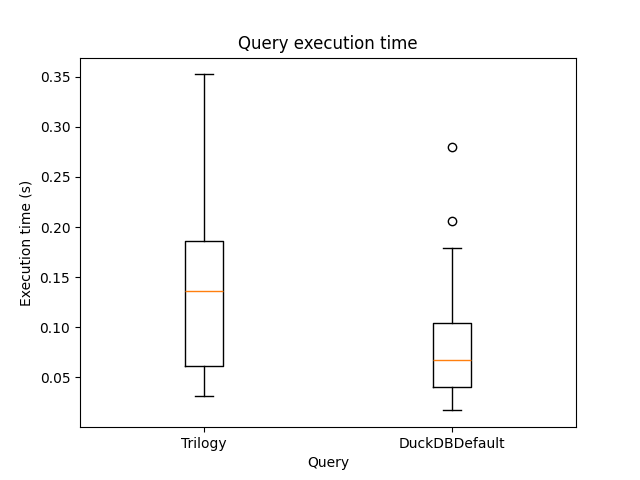 Query execution time
Execution time (s)
0.35
0.30
0.25
0.20
0.15
0.10
0.05
Trilogy
DuckDBDefault
Query